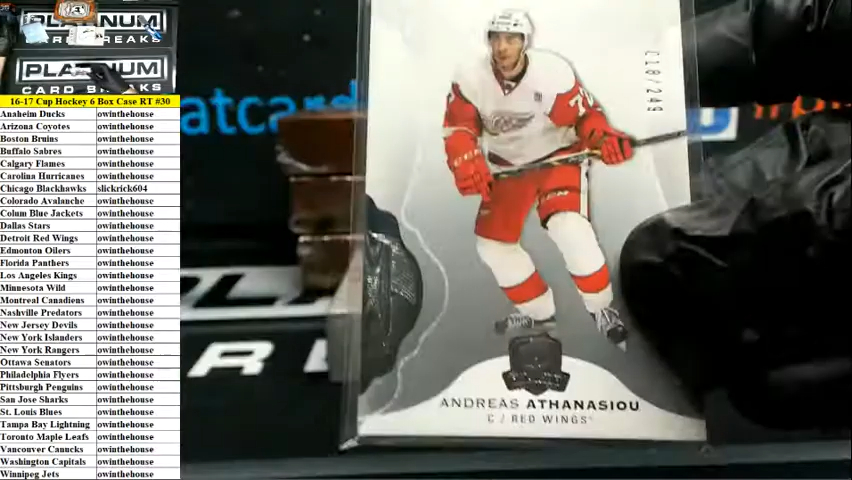 PLATINUM
CARD BREAKS
PLATINUM
CARD BREAKS
16-17 Cup Hockey 6 Box Case RT #30
Anaheim Ducks owinthehouse
Arizona Coyotes owinthehouse
Boston Bruins owinthehouse
Buffalo Sabres owinthehouse
Calgary Flames owinthehouse
Carolina Hurricanes owinthehouse
Chicago Blackhawks slickrick604
Colorado Avalanche owinthehouse
Colum Blue Jackets owinthehouse
Dallas Stars owinthehouse
Detroit Red Wings owinthehouse
Edmonton Oilers owinthehouse
Florida Panthers owinthehouse
Los Angeles Kings owinthehouse
Minnesota Wild owinthehouse
Montreal Canadiens owinthehouse
Nashville Predators owinthehouse
New Jersey Devils owinthehouse
New York Islanders owinthehouse
New York Rangers owinthehouse
Ottawa Senators owinthehouse
Philadelphia Flyers owinthehouse
Pittsburgh Penguins owinthehouse
San Jose Sharks owinthehouse
St. Louis Blues owinthehouse
Tampa Bay Lightning owinthehouse
Toronto Maple Leafs owinthehouse
Vancouver Canucks owinthehouse
Washington Capitals owinthehouse
Winnipeg Jets owinthehouse
atcard
218/249
ANDREAS ATHANASIOU
C / RED WINGS